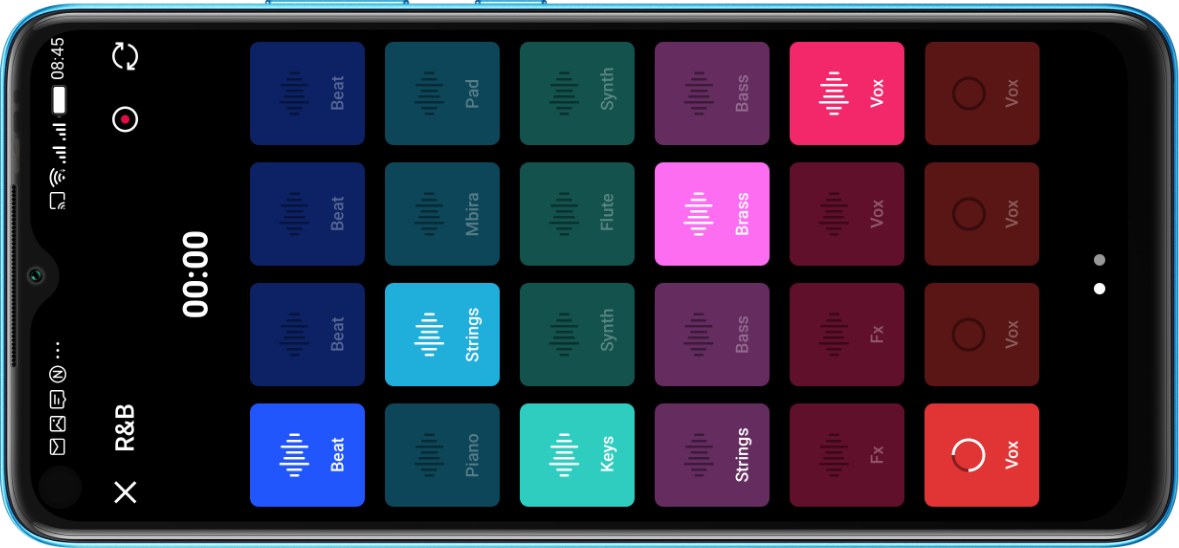 08:45
R&B
00:00
Beat Beat Beat Beat
Piano Strings Mbira Pad
Keys Synth Flute Synth
Strings Bass Brass Bass
Fx Fx Vox Vox
Vox Vox Vox Vox